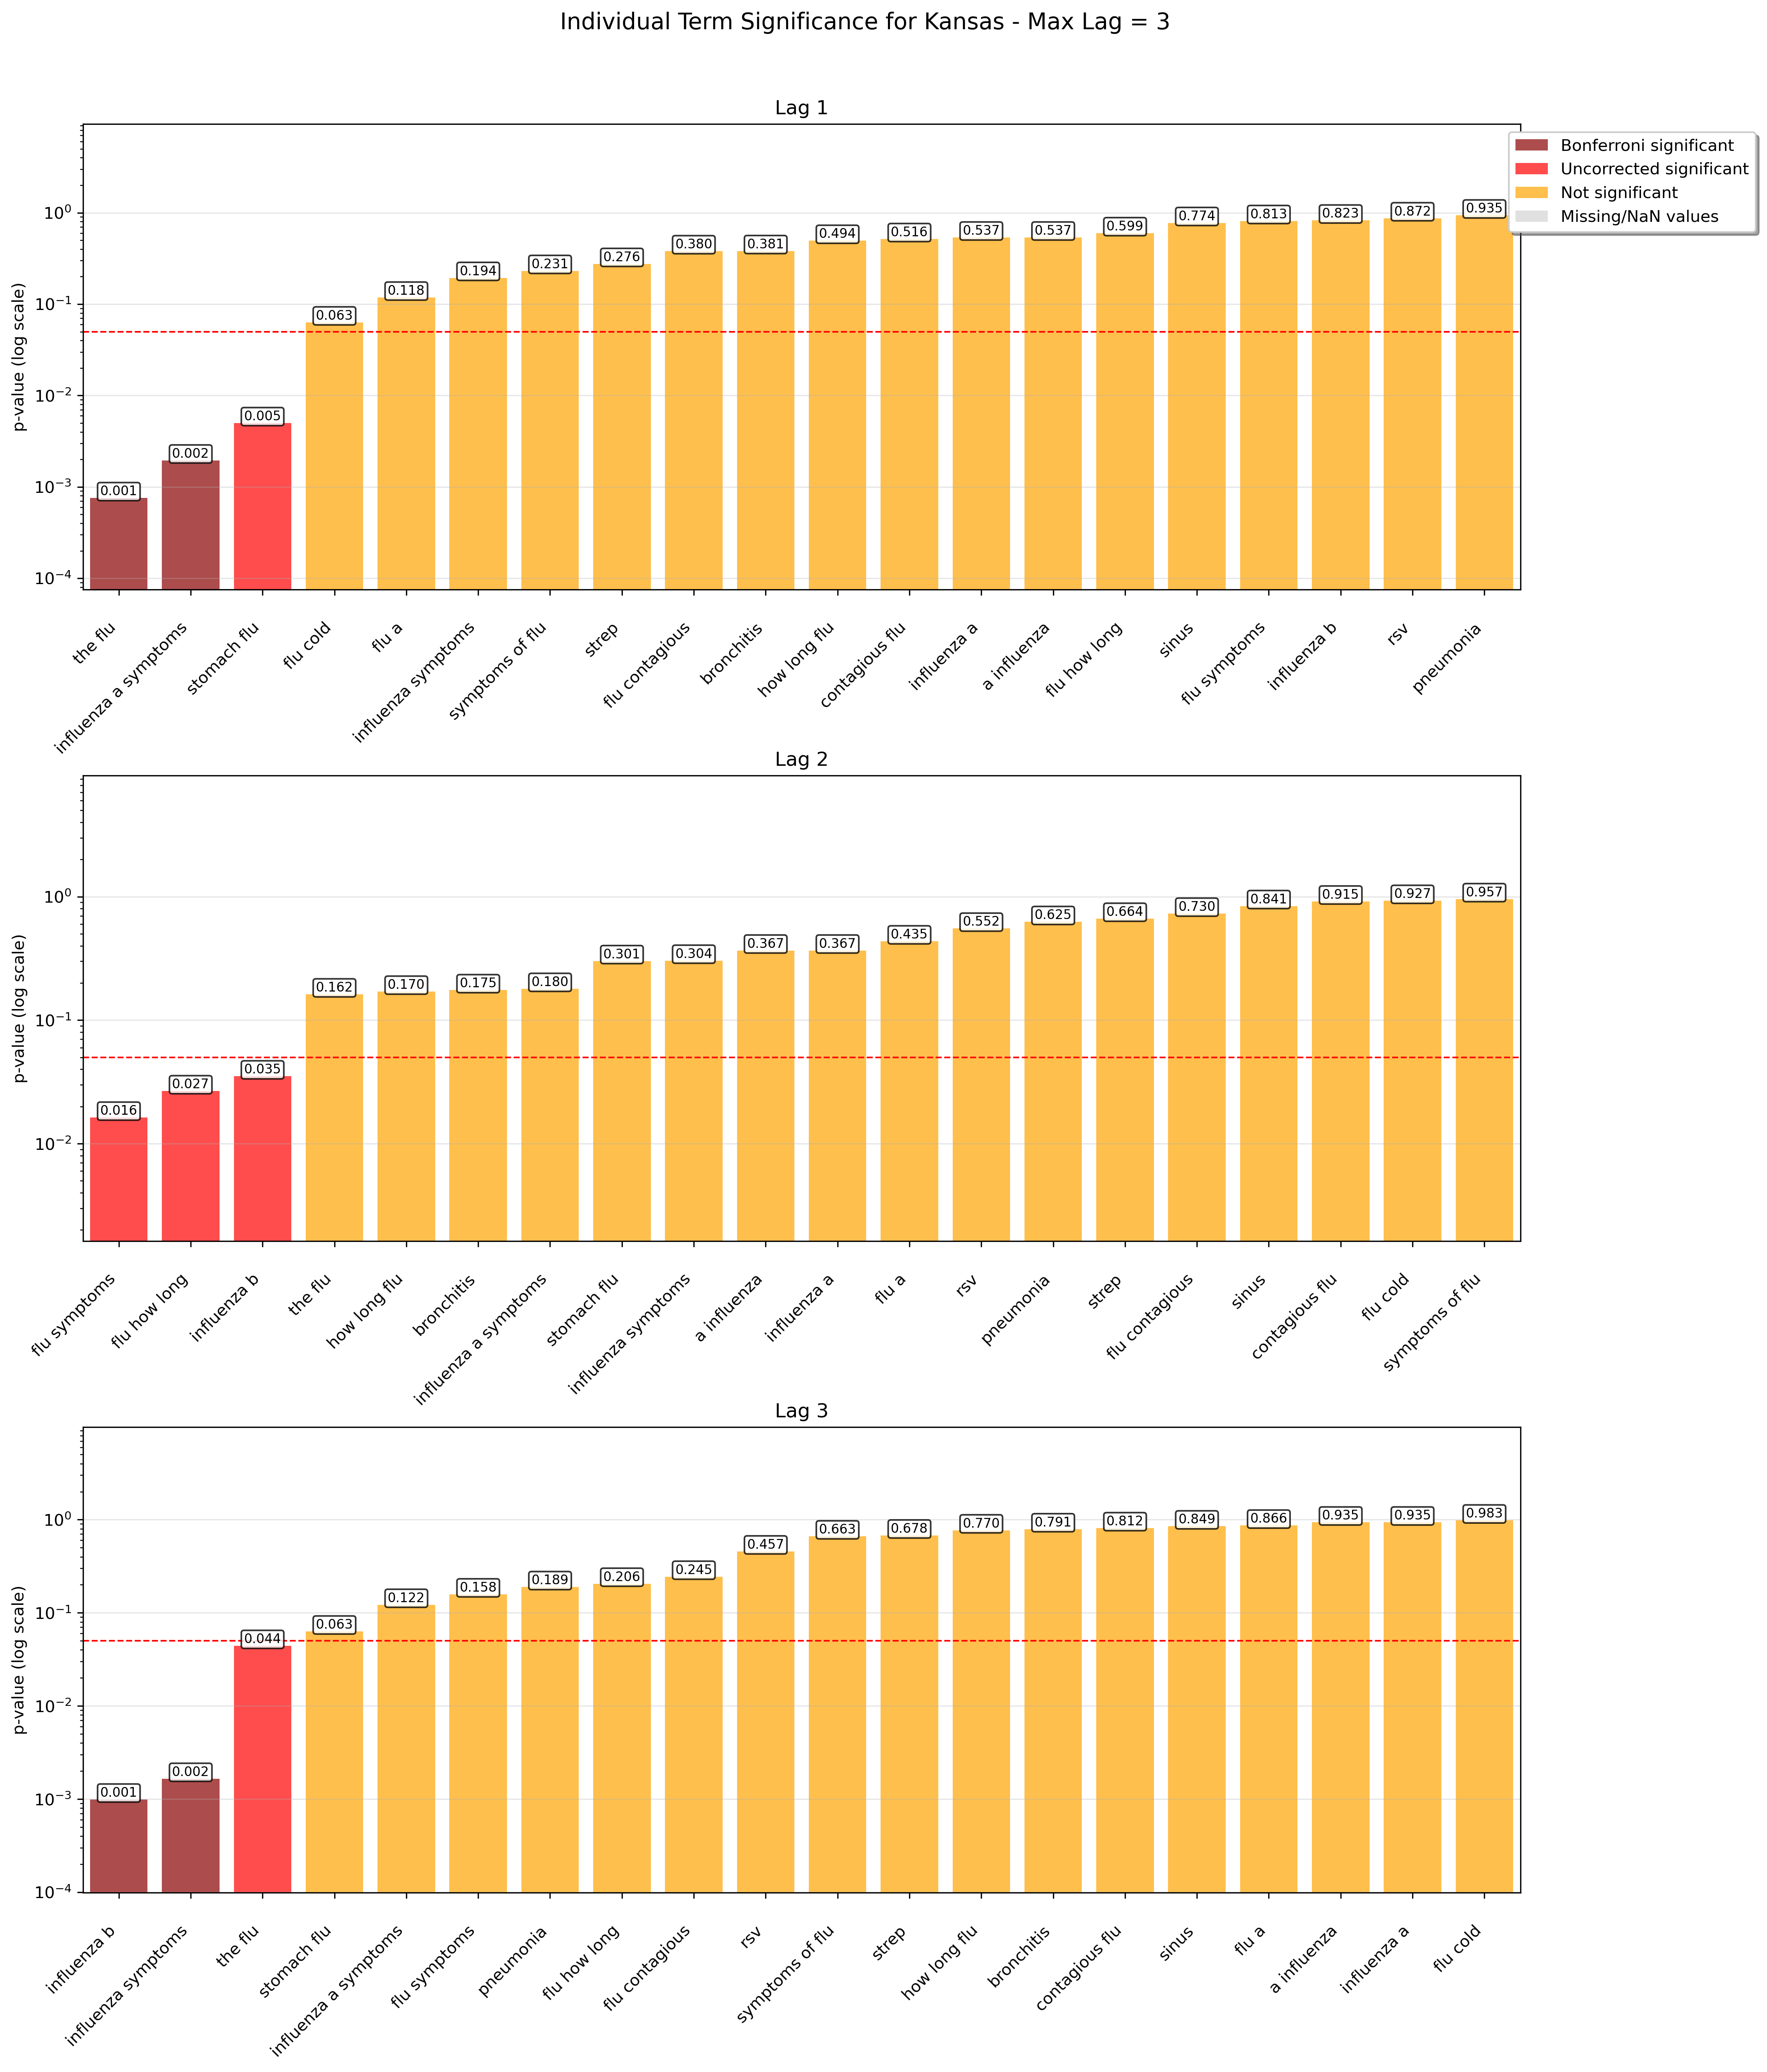 Individual Term Significance for Kansas - Max Lag = 3
Lag 1
Bonferroni significant
Uncorrected significant
Not significant
Missing/NaN values
p-value (log scale)
10⁰
10⁻¹
10⁻²
10⁻³
10⁻⁴
0.001 0.002 0.005 0.063 0.118 0.194 0.231 0.276 0.380 0.381 0.494 0.516 0.537 0.537 0.599 0.774 0.813 0.823 0.872 0.935
the flu
influenza a symptoms
stomach flu
flu cold
flu a
influenza symptoms
symptoms of flu
strep
flu contagious
bronchitis
how long flu
contagious flu
influenza a
a influenza
flu how long
sinus
flu symptoms
influenza b
rsv
pneumonia
Lag 2
p-value (log scale)
10⁰
10⁻¹
10⁻²
0.016 0.027 0.035 0.162 0.170 0.175 0.180 0.301 0.304 0.367 0.367 0.435 0.552 0.625 0.664 0.730 0.841 0.915 0.927 0.957
flu symptoms
flu how long
influenza b
the flu
how long flu
bronchitis
influenza a symptoms
stomach flu
influenza symptoms
a influenza
influenza a
flu a
rsv
pneumonia
strep
flu contagious
sinus
contagious flu
flu cold
symptoms of flu
Lag 3
p-value (log scale)
10⁰
10⁻¹
10⁻²
10⁻³
10⁻⁴
0.001 0.002 0.044 0.063 0.122 0.158 0.189 0.206 0.245 0.457 0.663 0.678 0.770 0.791 0.812 0.849 0.866 0.935 0.935 0.983
influenza b
influenza symptoms
the flu
stomach flu
influenza a symptoms
flu symptoms
pneumonia
flu how long
flu contagious
rsv
symptoms of flu
strep
how long flu
bronchitis
contagious flu
sinus
flu a
a influenza
influenza a
flu cold